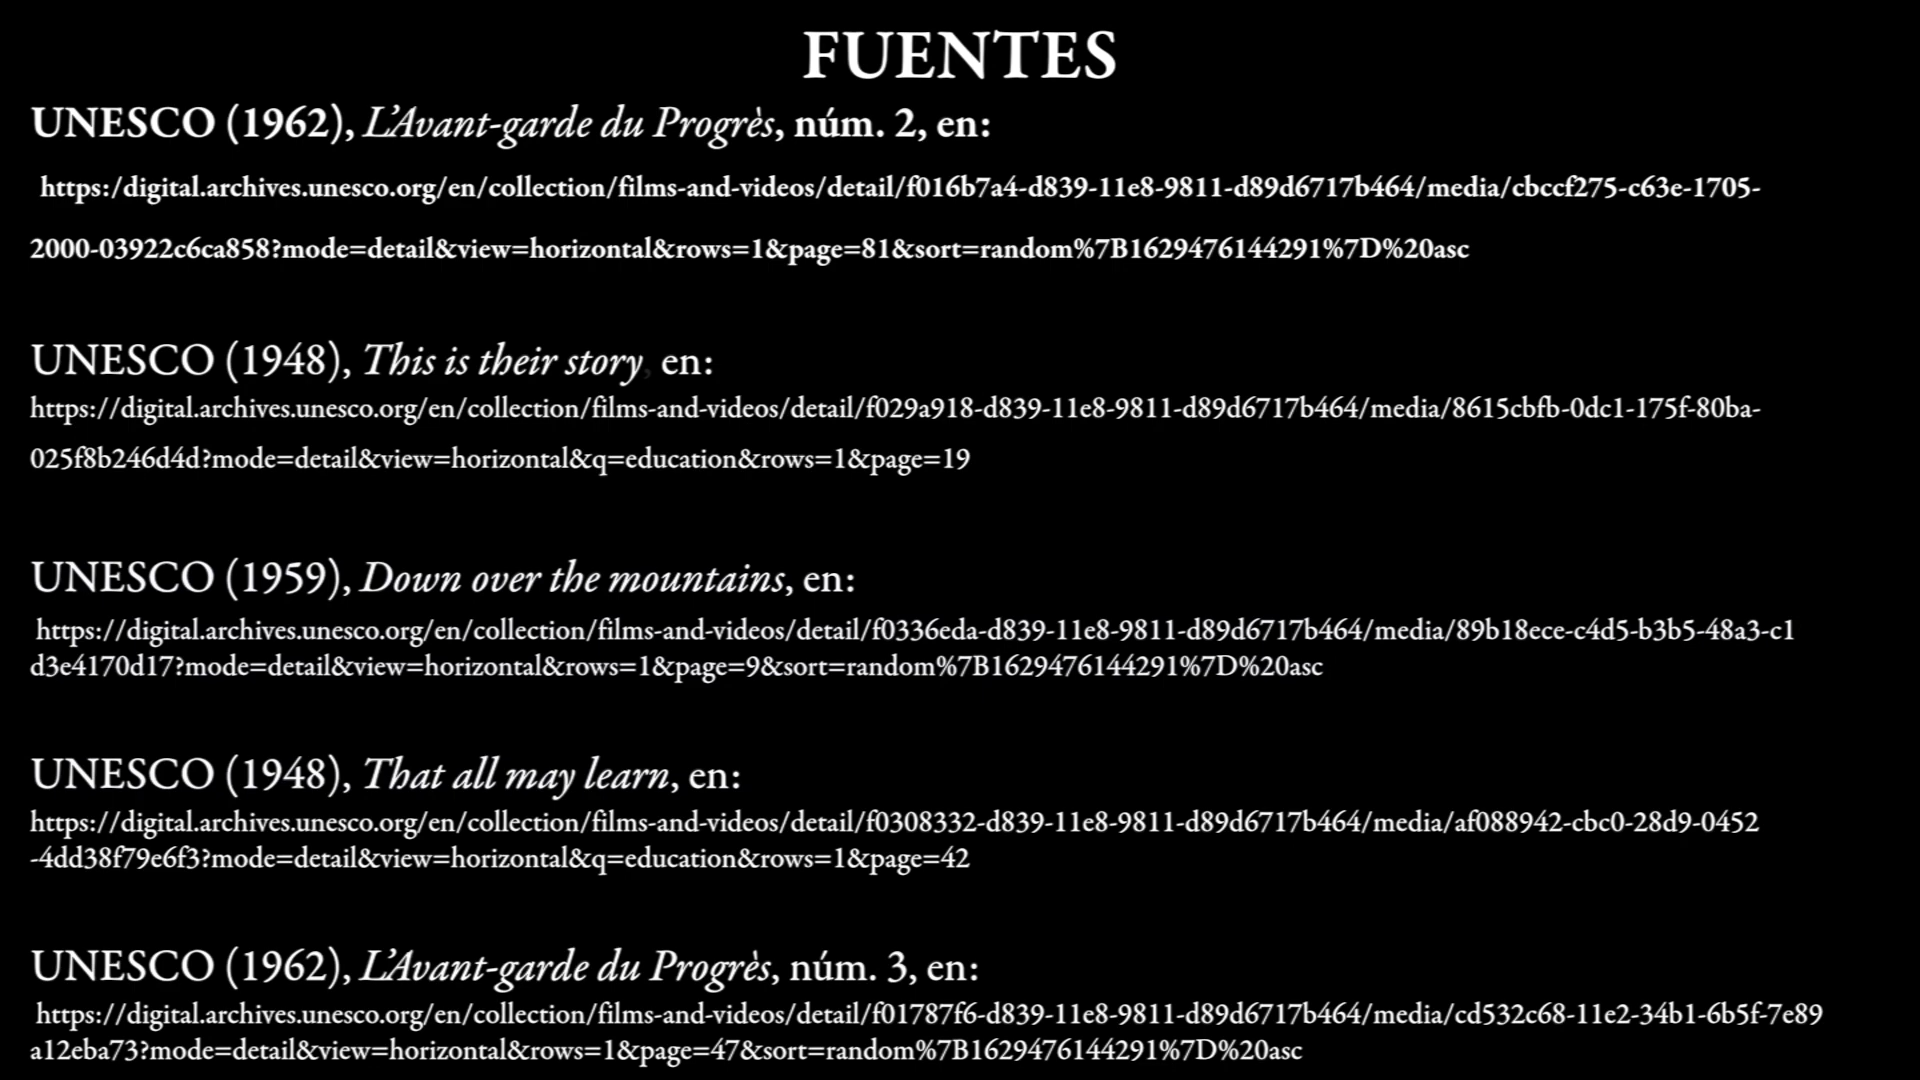 FUENTES
UNESCO (1962), L’Avant-garde du Progrès, núm. 2, en:
https:/digital.archives.unesco.org/en/collection/films-and-videos/detail/f016b7a4-d839-11e8-9811-d89d6717b464/media/cbccf275-c63e-1705-
2000-03922c6ca858?mode=detail&view=horizontal&rows=1&page=81&sort=random%7B1629476144291%7D%20asc
UNESCO (1948), This is their story, en:
https://digital.archives.unesco.org/en/collection/films-and-videos/detail/f029a918-d839-11e8-9811-d89d6717b464/media/8615cbfb-0dc1-175f-80ba-
025f8b246d4d?mode=detail&view=horizontal&q=education&rows=1&page=19
UNESCO (1959), Down over the mountains, en:
https://digital.archives.unesco.org/en/collection/films-and-videos/detail/f0336eda-d839-11e8-9811-d89d6717b464/media/89b18ece-c4d5-b3b5-48a3-c1
d3e4170d17?mode=detail&view=horizontal&rows=1&page=9&sort=random%7B1629476144291%7D%20asc
UNESCO (1948), That all may learn, en:
https://digital.archives.unesco.org/en/collection/films-and-videos/detail/f0308332-d839-11e8-9811-d89d6717b464/media/af088942-cbc0-28d9-0452
-4dd38f79e6f3?mode=detail&view=horizontal&q=education&rows=1&page=42
UNESCO (1962), L’Avant-garde du Progrès, núm. 3, en:
https://digital.archives.unesco.org/en/collection/films-and-videos/detail/f01787f6-d839-11e8-9811-d89d6717b464/media/cd532c68-11e2-34b1-6b5f-7e89
a12eba73?mode=detail&view=horizontal&rows=1&page=47&sort=random%7B1629476144291%7D%20asc